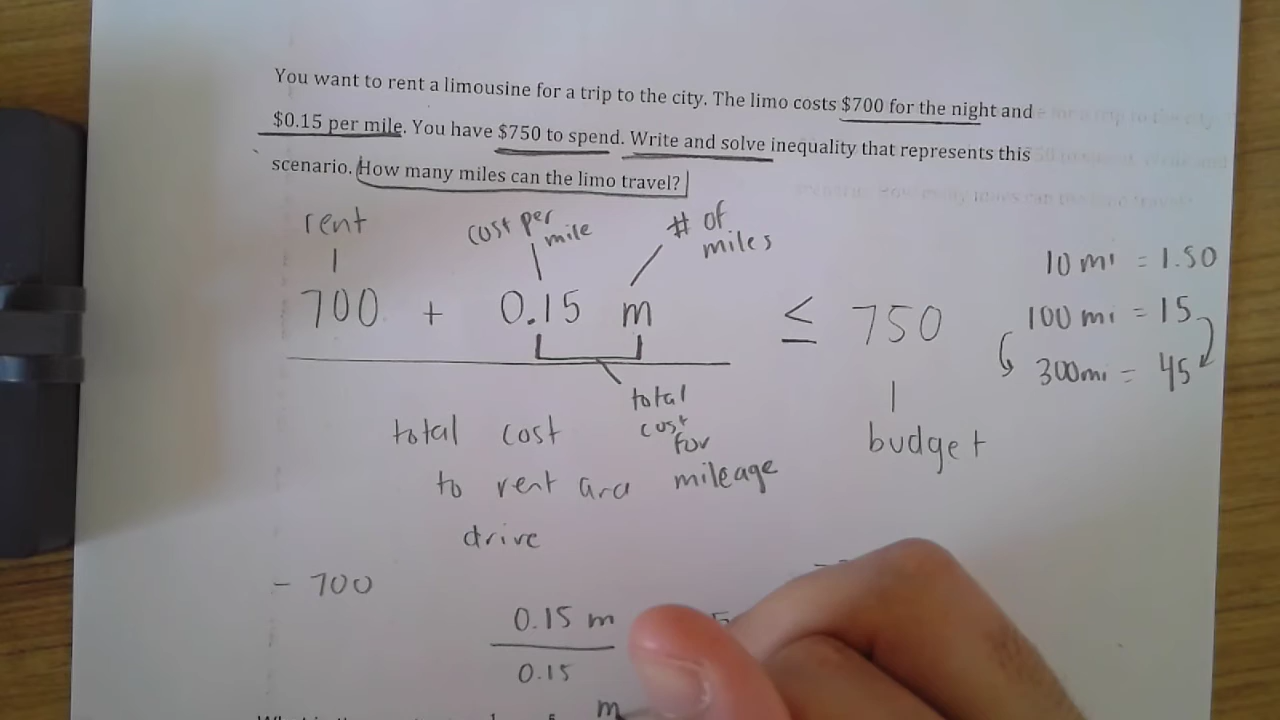 You want to rent a limousine for a trip to the city. The limo costs $700 for the night and
$0.15 per mile. You have $750 to spend. Write and solve inequality that represents this
scenario. How many miles can the limo travel?
rent
cost per
mile
# of
miles
700 + 0.15 m ≤ 750
10 mi = 1.50
100 mi = 15
300mi = 45
total cost
to rent and
drive
total
cost
for
mileage
budget
- 700
0.15 m
0.15
m